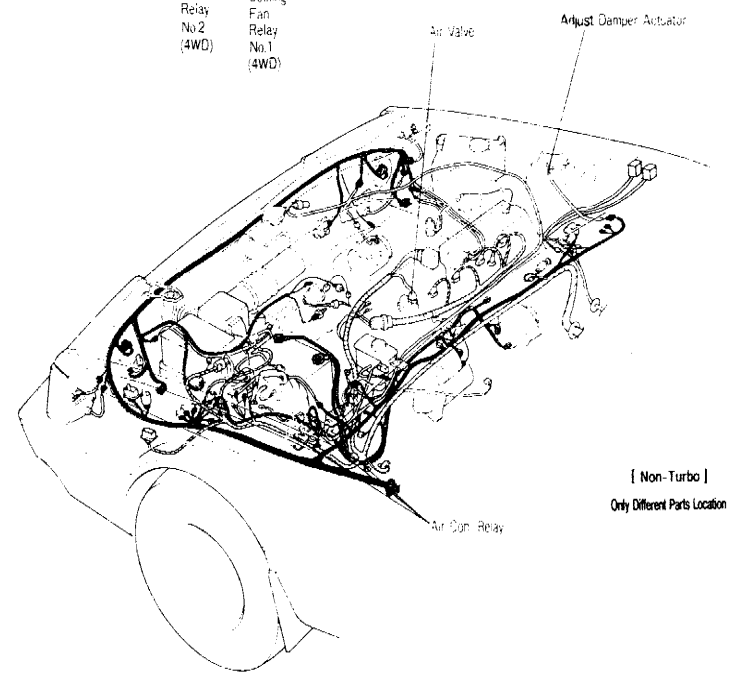 Relay
No.2
(4WD)
Fan
Relay
No.1
(4WD)
Air Valve
Adjust Damper Actuator
[ Non-Turbo ]
Only Different Parts Location
Air Con. Relay